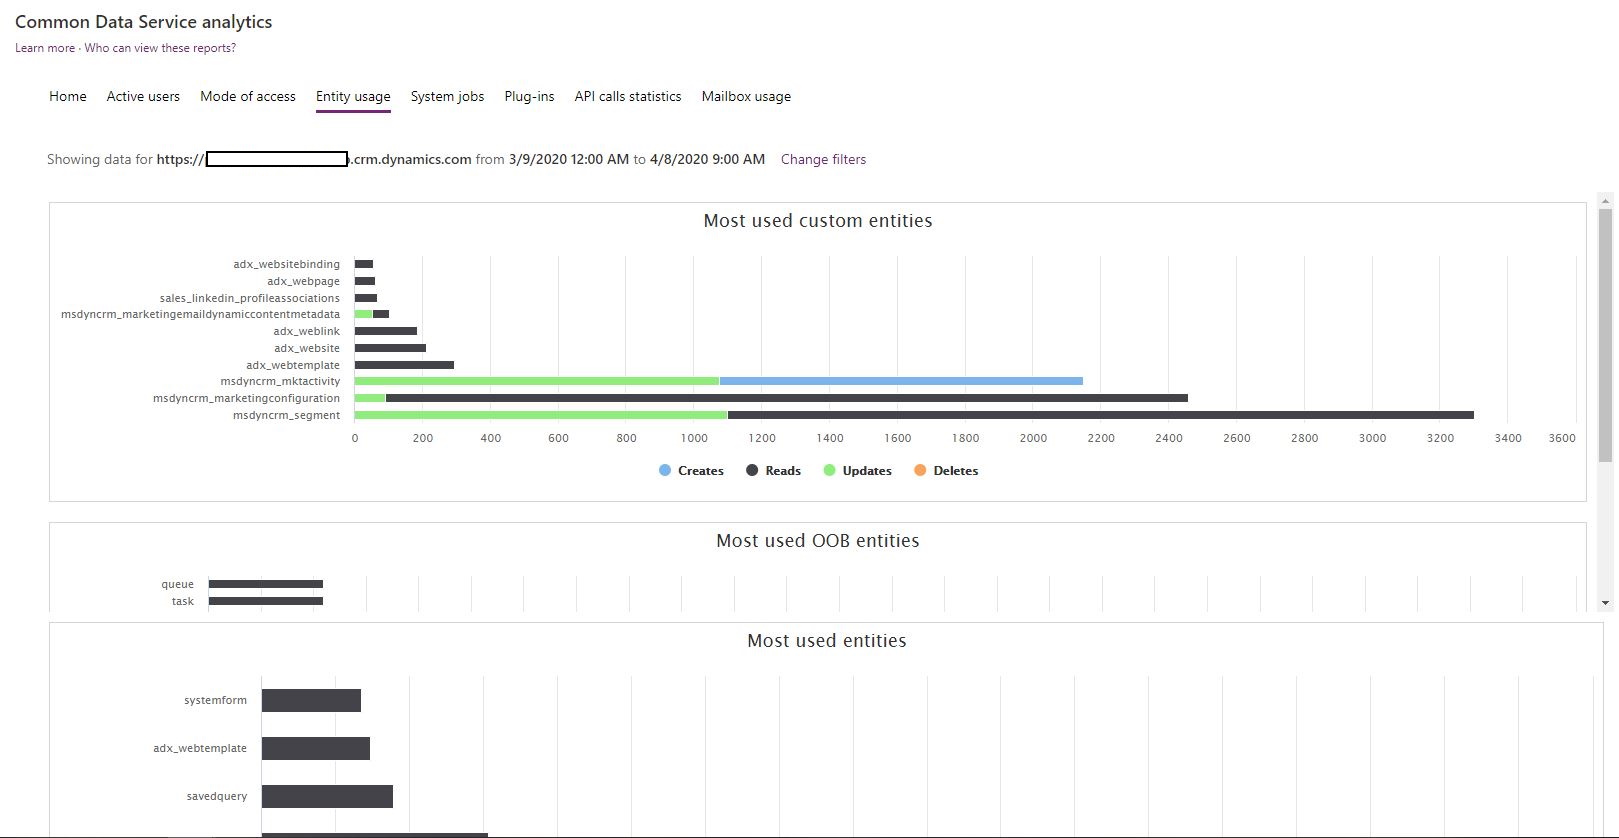 Common Data Service analytics
Learn more · Who can view these reports?
Home Active users Mode of access Entity usage System jobs Plug-ins API calls statistics Mailbox usage
Showing data for https:// .crm.dynamics.com from 3/9/2020 12:00 AM to 4/8/2020 9:00 AM Change filters
Most used custom entities
adx_websitebinding
adx_webpage
sales_linkedin_profileassociations
msdyncrm_marketingemaildynamiccontentmetadata
adx_weblink
adx_website
adx_webtemplate
msdyncrm_mktactivity
msdyncrm_marketingconfiguration
msdyncrm_segment
0 200 400 600 800 1000 1200 1400 1600 1800 2000 2200 2400 2600 2800 3000 3200 3400 3600
Creates Reads Updates Deletes
Most used OOB entities
queue
task
Most used entities
systemform
adx_webtemplate
savedquery